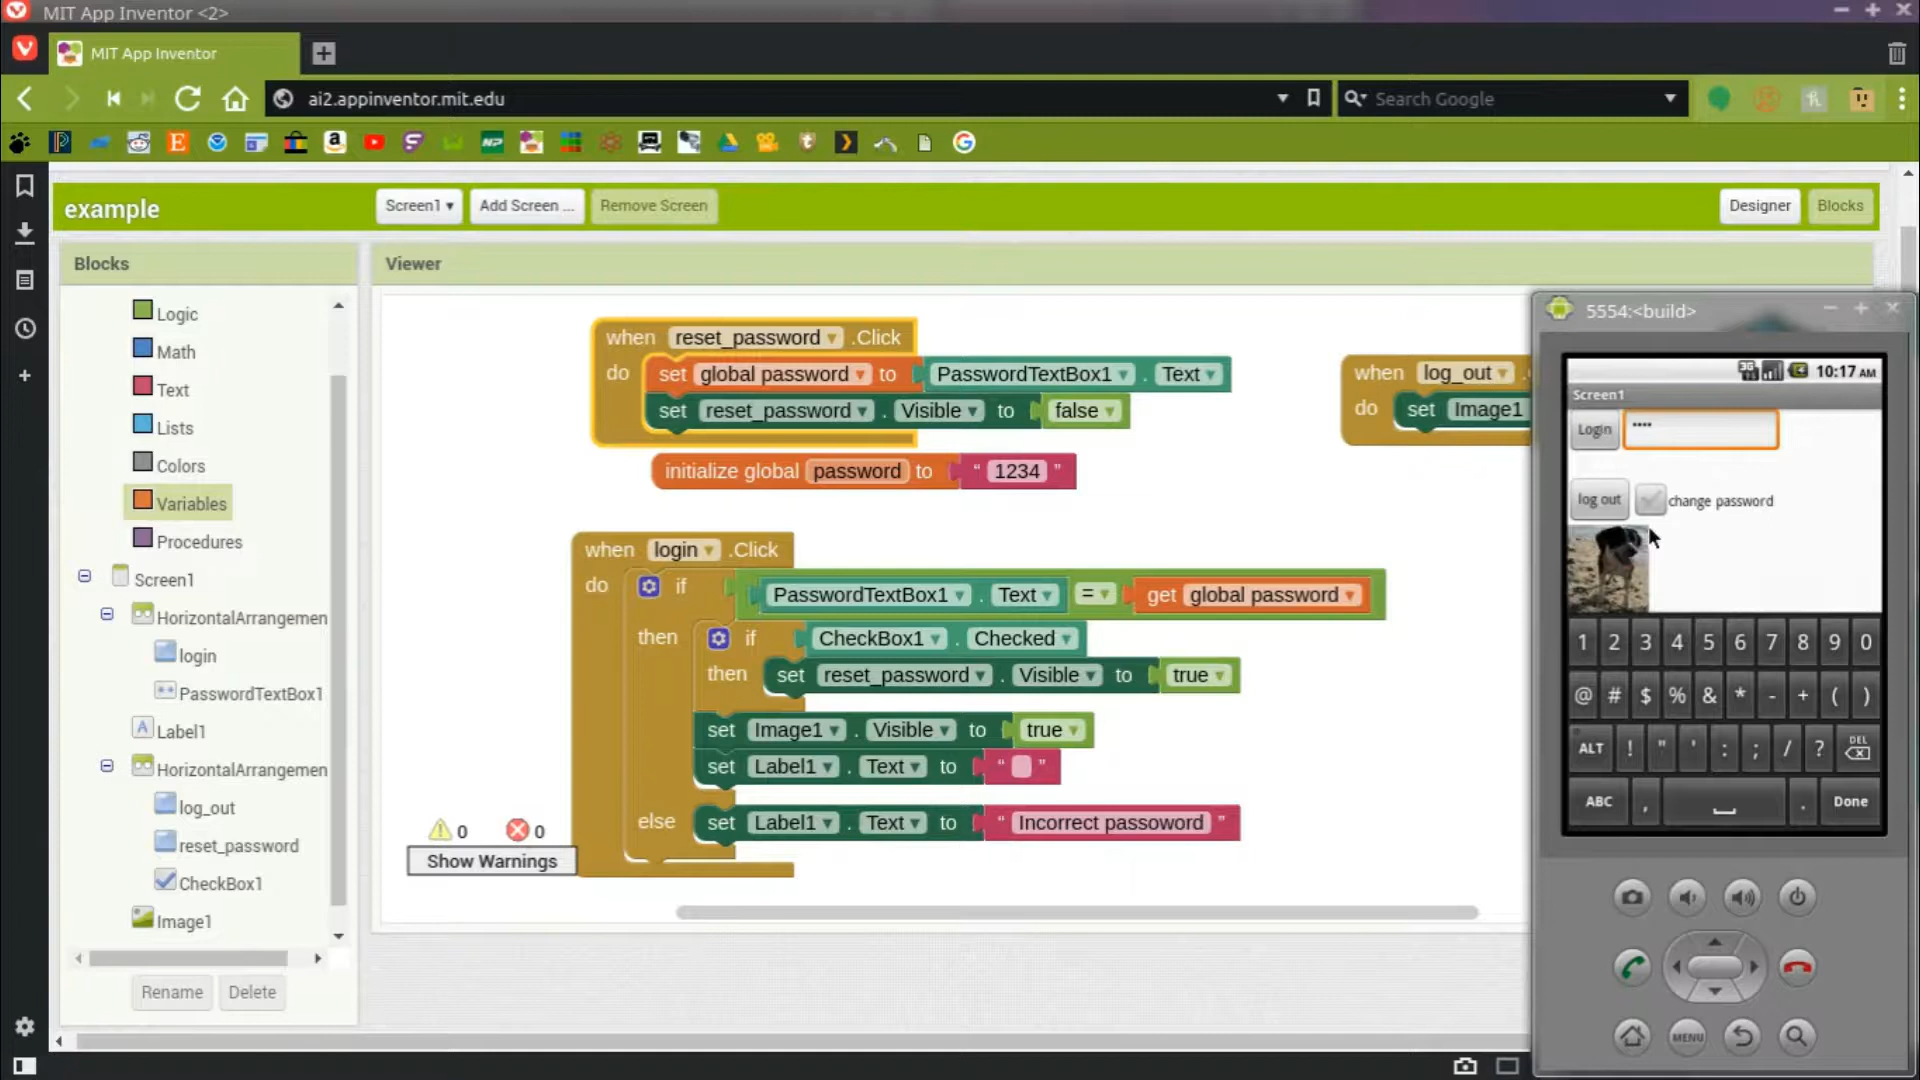 MIT App Inventor <2>
MIT App Inventor
ai2.appinventor.mit.edu
Search Google
example
Screen1 ▾
Add Screen ...
Remove Screen
Designer
Blocks
Blocks
Viewer
Logic
Math
Text
Lists
Colors
Variables
Procedures
Screen1
HorizontalArrangemen
login
PasswordTextBox1
Label1
HorizontalArrangemen
log_out
reset_password
CheckBox1
Image1
Rename
Delete
when reset_password .Click
do set global password to PasswordTextBox1 . Text
set reset_password . Visible to false
initialize global password to " 1234 "
when log_out .
do set Image1
when login .Click
do if PasswordTextBox1 . Text = get global password
then if CheckBox1 . Checked
then set reset_password . Visible to true
set Image1 . Visible to true
set Label1 . Text to " "
else set Label1 . Text to " Incorrect passoword "
0 0
Show Warnings
5554:<build>
3G 10:17 AM
Screen1
Login ····
log out change password
1 2 3 4 5 6 7 8 9 0
@ # $ % & * - + ( )
ALT ! " ' : ; / ? DEL
ABC , . Done
MENU